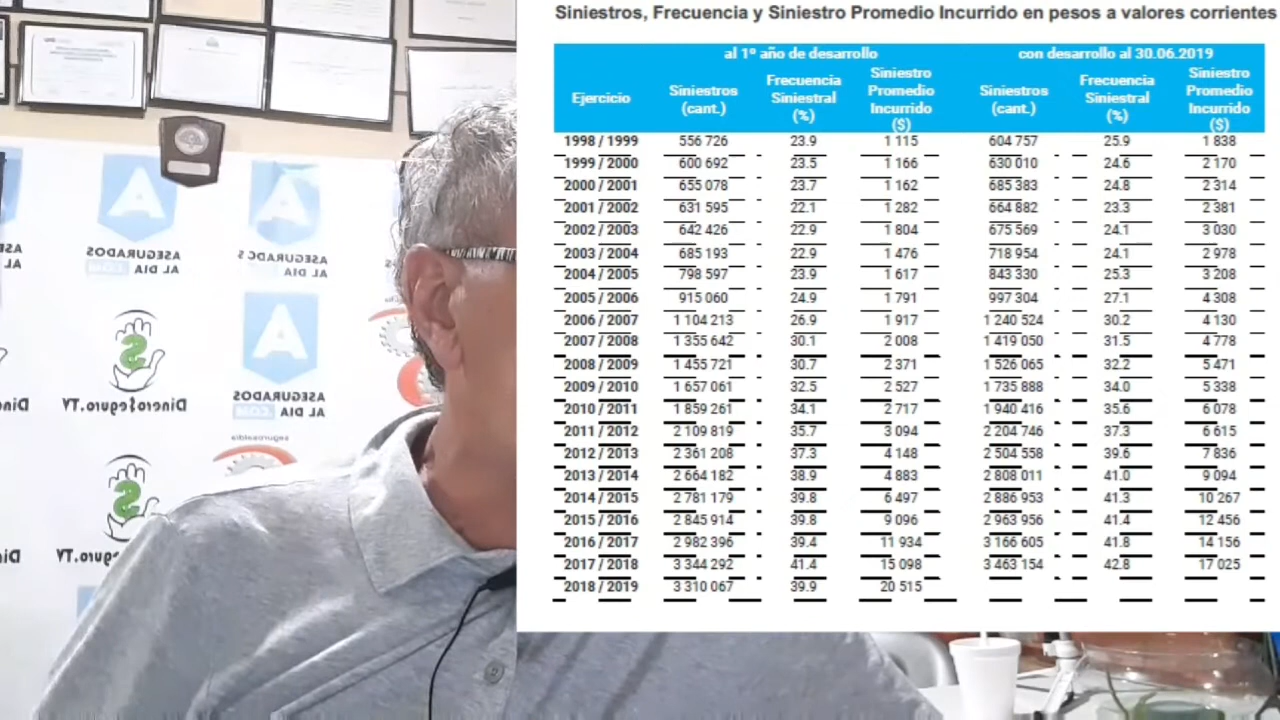 Siniestros, Frecuencia y Siniestro Promedio Incurrido en pesos a valores corrientes
al 1º año de desarrollo con desarrollo al 30.06.2019
Ejercicio Siniestros (cant.) Frecuencia Siniestral (%) Siniestro Promedio Incurrido ($) Siniestros (cant.) Frecuencia Siniestral (%) Siniestro Promedio Incurrido ($)
1998 / 1999 556 726 23.9 1 115 604 757 25.9 1 838
1999 / 2000 600 692 23.5 1 166 630 010 24.6 2 170
2000 / 2001 655 078 23.7 1 162 685 383 24.8 2 314
2001 / 2002 631 595 22.1 1 282 664 882 23.3 2 381
2002 / 2003 642 426 22.9 1 804 675 569 24.1 3 030
2003 / 2004 685 193 22.9 1 476 718 954 24.1 2 978
2004 / 2005 798 597 23.9 1 617 843 330 25.3 3 208
2005 / 2006 915 060 24.9 1 791 997 304 27.1 4 308
2006 / 2007 1 104 213 26.9 1 917 1 240 524 30.2 4 130
2007 / 2008 1 355 642 30.1 2 008 1 419 050 31.5 4 778
2008 / 2009 1 455 721 30.7 2 371 1 526 065 32.2 5 471
2009 / 2010 1 657 061 32.5 2 527 1 735 888 34.0 5 338
2010 / 2011 1 859 261 34.1 2 717 1 940 416 35.6 6 078
2011 / 2012 2 109 819 35.7 3 094 2 204 746 37.3 6 615
2012 / 2013 2 361 208 37.3 4 148 2 504 558 39.6 7 836
2013 / 2014 2 664 182 38.9 4 883 2 808 011 41.0 9 094
2014 / 2015 2 781 179 39.8 6 497 2 886 953 41.3 10 267
2015 / 2016 2 845 914 39.8 9 096 2 963 956 41.4 12 456
2016 / 2017 2 982 396 39.4 11 934 3 166 605 41.8 14 156
2017 / 2018 3 344 292 41.4 15 098 3 463 154 42.8 17 025
2018 / 2019 3 310 067 39.9 20 515
ASEGURADOS
AL DIA.COM
ASEGURADOS
AL DIA.COM
DineroSeguro.TV
ASEGURADOS
AL DIA.COM
segurosaldia